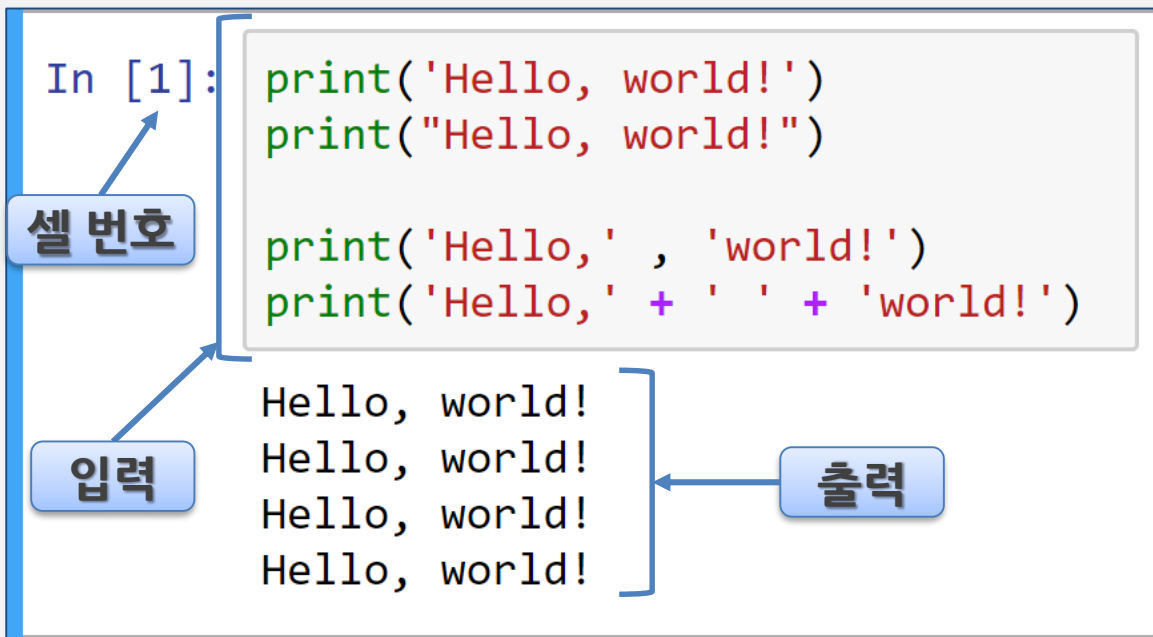 In [1]: print('Hello, world!')
print("Hello, world!")
셀 번호
print('Hello,' , 'world!')
print('Hello,' + ' ' + 'world!')
Hello, world!
Hello, world!
Hello, world!
Hello, world!
입력
출력